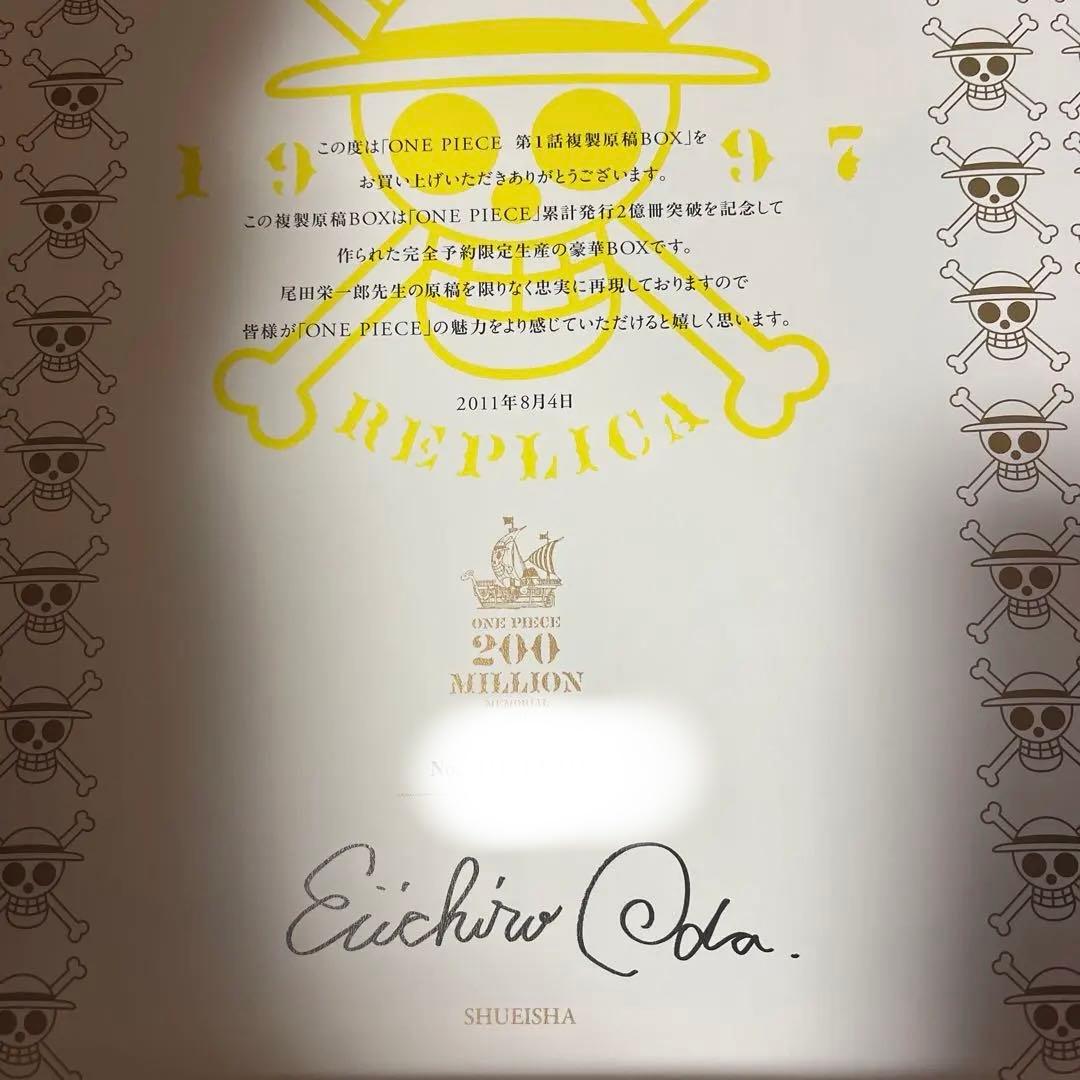 1997
この度は「ONE PIECE 第1話複製原稿BOX」を
お買い上げいただきありがとうございます。
この複製原稿BOXは「ONE PIECE」累計発行2億冊突破を記念して
作られた完全予約限定生産の豪華BOXです。
尾田栄一郎先生の原稿を限りなく忠実に再現しておりますので
皆様が「ONE PIECE」の魅力をより感じていただけると嬉しく思います。
2011年8月4日
REPLICA
ONE PIECE
200
MILLION
MEMORIAL
No.
Eiichiro Oda.
SHUEISHA